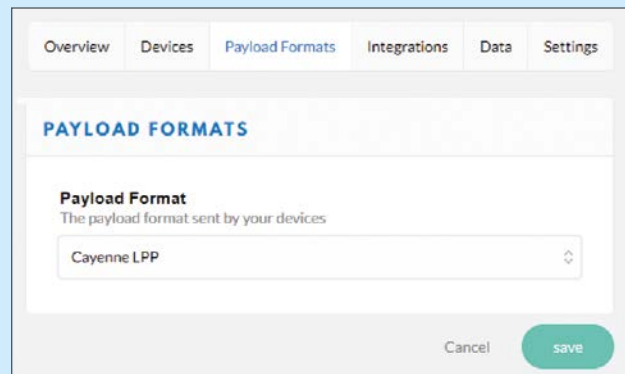 Overview Devices Payload Formats Integrations Data Settings
PAYLOAD FORMATS
Payload Format
The payload format sent by your devices
Cayenne LPP
Cancel save